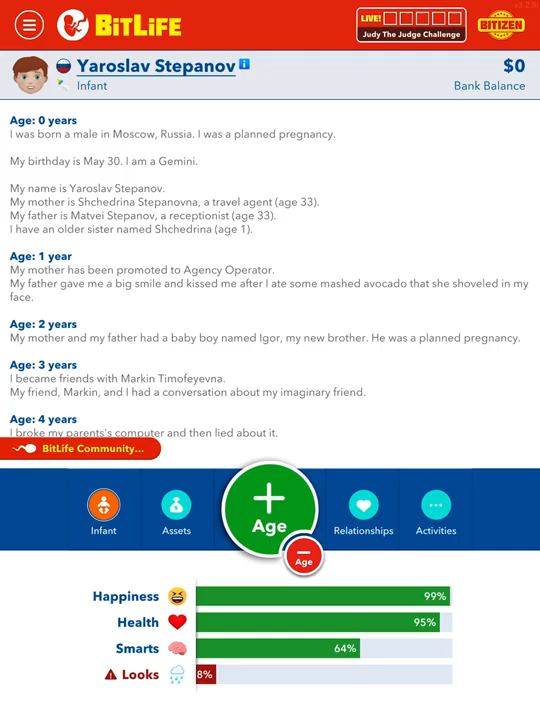 v3.2.9
BITLIFE
LIVE!
Judy The Judge Challenge
BITIZEN
Yaroslav Stepanov
$0
Infant
Bank Balance
Age: 0 years
I was born a male in Moscow, Russia. I was a planned pregnancy.
My birthday is May 30. I am a Gemini.
My name is Yaroslav Stepanov.
My mother is Shchedrina Stepanovna, a travel agent (age 33).
My father is Matvei Stepanov, a receptionist (age 33).
I have an older sister named Shchedrina (age 1).
Age: 1 year
My mother has been promoted to Agency Operator.
My father gave me a big smile and kissed me after I ate some mashed avocado that she shoveled in my
face.
Age: 2 years
My mother and my father had a baby boy named Igor, my new brother. He was a planned pregnancy.
Age: 3 years
I became friends with Markin Timofeyevna.
My friend, Markin, and I had a conversation about my imaginary friend.
Age: 4 years
I broke my parents's computer and then lied about it.
BitLife Community...
Infant
Assets
Age
Relationships
Activities
Age
Happiness
99%
Health
95%
Smarts
64%
Looks
8%